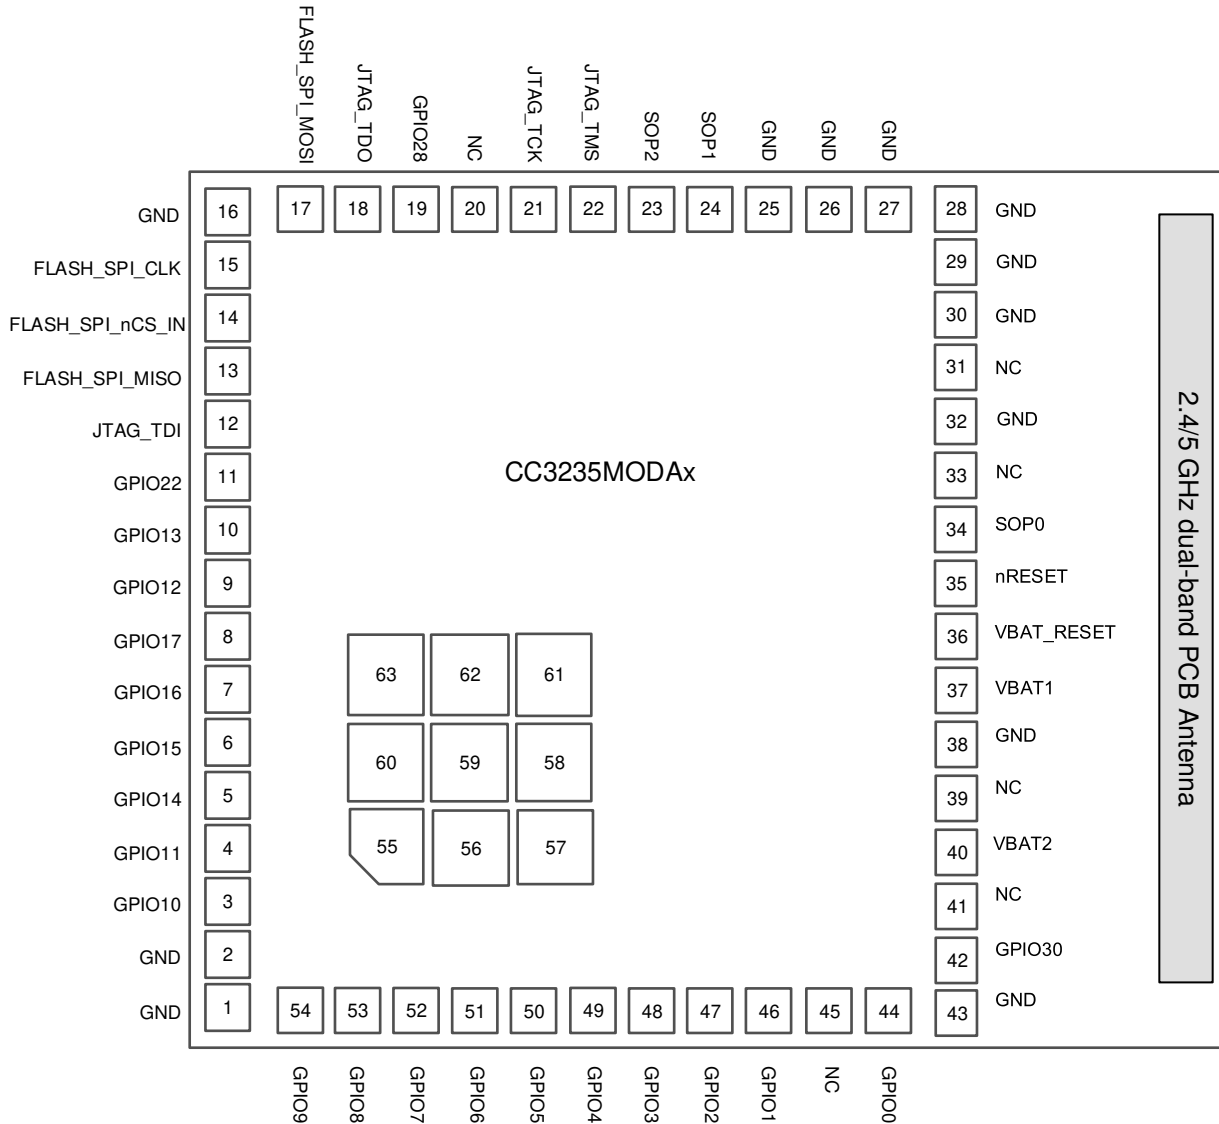 FLASH_SPI_MOSI
JTAG_TDO
GPIO28
NC
JTAG_TCK
JTAG_TMS
SOP2
SOP1
GND
GND
GND
17 18 19 20 21 22 23 24 25 26 27
GND 16
FLASH_SPI_CLK 15
FLASH_SPI_nCS_IN 14
FLASH_SPI_MISO 13
JTAG_TDI 12
GPIO22 11
GPIO13 10
GPIO12 9
GPIO17 8
GPIO16 7
GPIO15 6
GPIO14 5
GPIO11 4
GPIO10 3
GND 2
GND 1
CC3235MODAx
63 62 61
60 59 58
55 56 57
28 GND
29 GND
30 GND
31 NC
32 GND
33 NC
34 SOP0
35 nRESET
36 VBAT_RESET
37 VBAT1
38 GND
39 NC
40 VBAT2
41 NC
42 GPIO30
43 GND
2.4/5 GHz dual-band PCB Antenna
54 53 52 51 50 49 48 47 46 45 44
GPIO9
GPIO8
GPIO7
GPIO6
GPIO5
GPIO4
GPIO3
GPIO2
GPIO1
NC
GPIO0